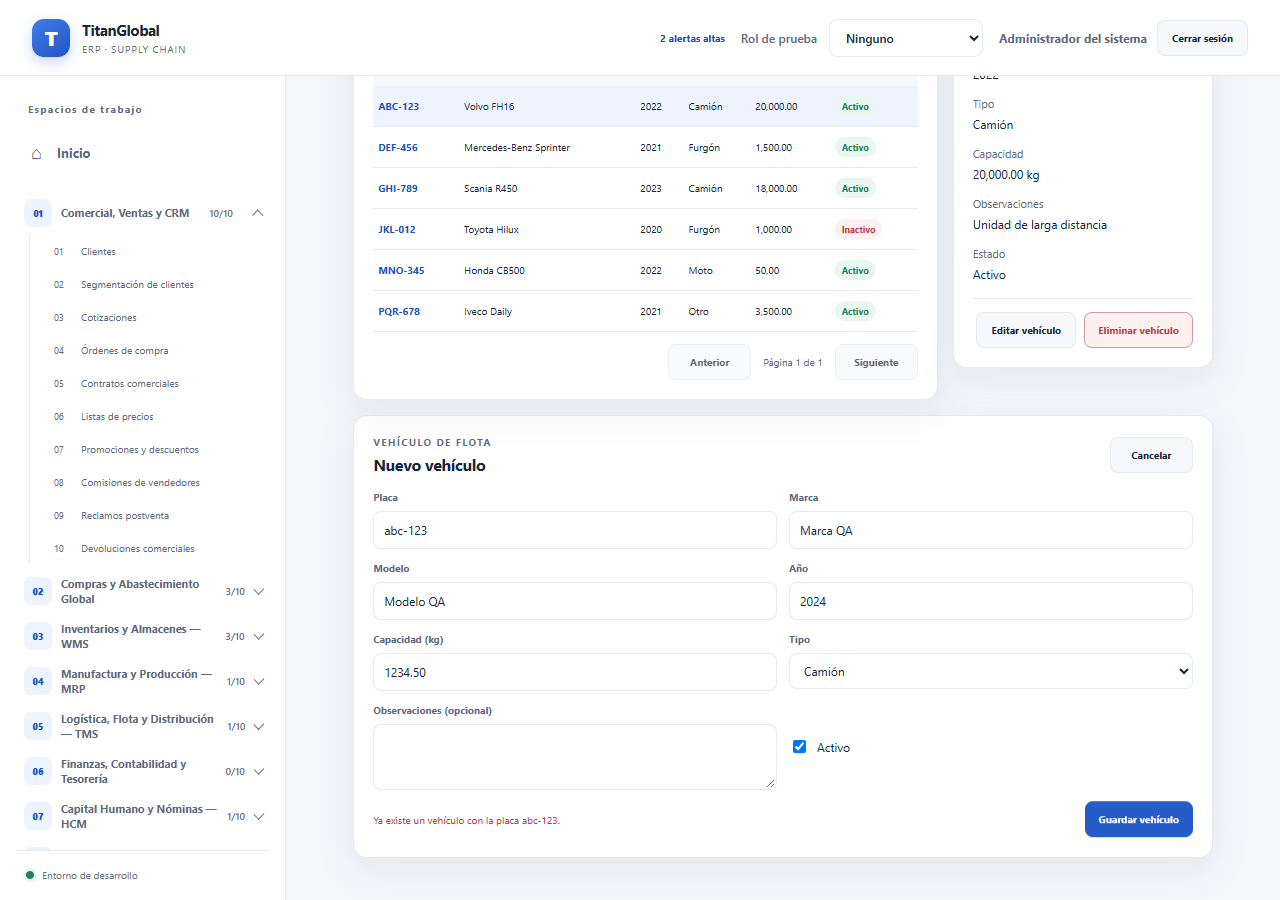 T
TitanGlobal
ERP · SUPPLY CHAIN
2 alertas altas
Rol de prueba
Ninguno
Administrador del sistema
Cerrar sesión
Espacios de trabajo
Inicio
01 Comercial, Ventas y CRM 10/10
01 Clientes
02 Segmentación de clientes
03 Cotizaciones
04 Órdenes de compra
05 Contratos comerciales
06 Listas de precios
07 Promociones y descuentos
08 Comisiones de vendedores
09 Reclamos postventa
10 Devoluciones comerciales
02 Compras y Abastecimiento 3/10
Global
03 Inventarios y Almacenes — 3/10
WMS
04 Manufactura y Producción — 1/10
MRP
05 Logística, Flota y Distribución 1/10
— TMS
06 Finanzas, Contabilidad y 0/10
Tesorería
07 Capital Humano y Nóminas — 1/10
HCM
Entorno de desarrollo
ABC-123 Volvo FH16 2022 Camión 20,000.00 Activo
DEF-456 Mercedes-Benz Sprinter 2021 Furgón 1,500.00 Activo
GHI-789 Scania R450 2023 Camión 18,000.00 Activo
JKL-012 Toyota Hilux 2020 Furgón 1,000.00 Inactivo
MNO-345 Honda CB500 2022 Moto 50.00 Activo
PQR-678 Iveco Daily 2021 Otro 3,500.00 Activo
Anterior Página 1 de 1 Siguiente
2022
Tipo
Camión
Capacidad
20,000.00 kg
Observaciones
Unidad de larga distancia
Estado
Activo
Editar vehículo Eliminar vehículo
VEHÍCULO DE FLOTA
Nuevo vehículo
Cancelar
Placa Marca
abc-123 Marca QA
Modelo Año
Modelo QA 2024
Capacidad (kg) Tipo
1234.50 Camión
Observaciones (opcional)
Activo
Ya existe un vehículo con la placa abc-123.
Guardar vehículo